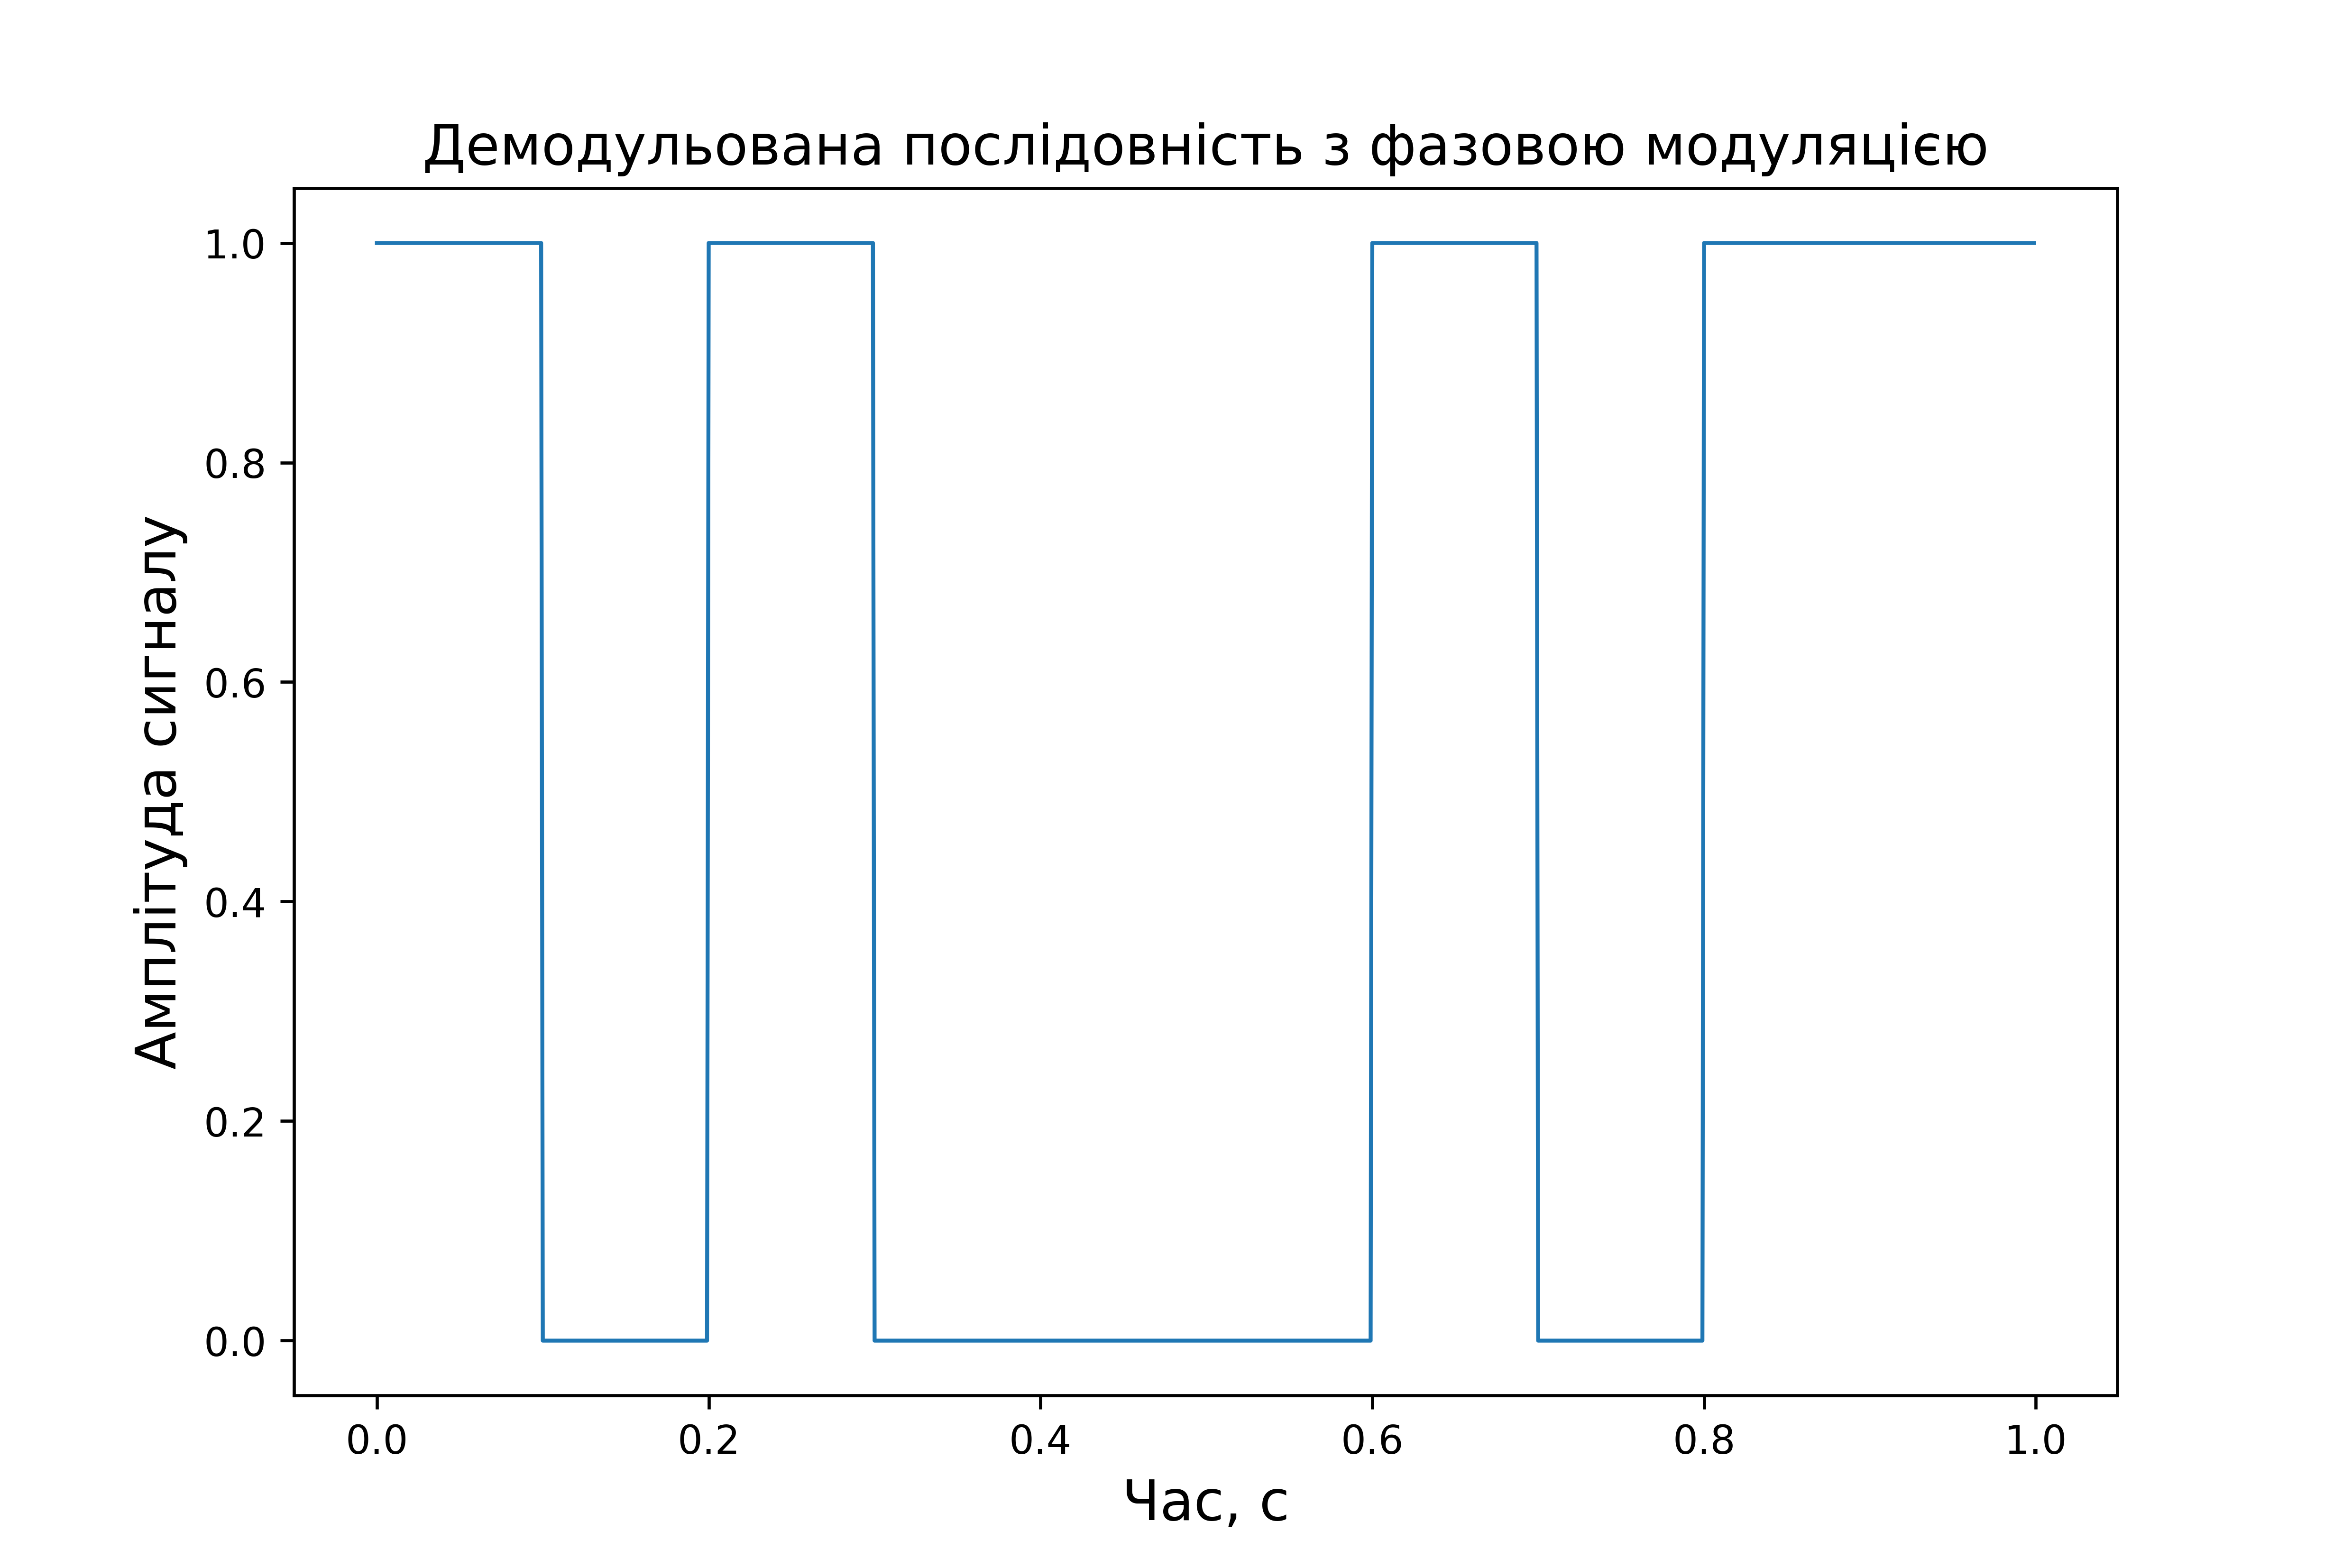 Демодульована послідовність з фазовою модуляцією
1.0
0.8
0.6
0.4
0.2
0.0
Амплітуда сигналу
0.0 0.2 0.4 0.6 0.8 1.0
Час, с